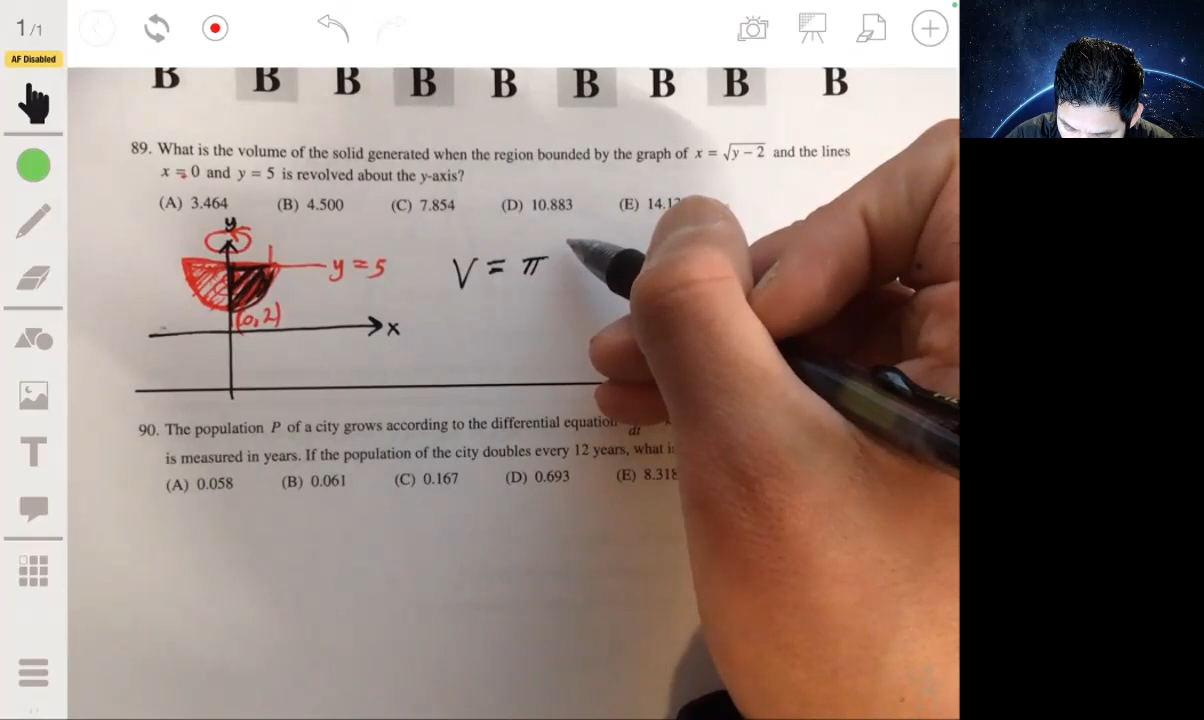 1/1
AF Disabled
B B B B B B B B B
89. What is the volume of the solid generated when the region bounded by the graph of x = √y − 2 and the lines
x = 0 and y = 5 is revolved about the y-axis?
(A) 3.464 (B) 4.500 (C) 7.854 (D) 10.883 (E) 14.13
y
y = 5
V = π
(0, 2)
x
90. The population P of a city grows according to the differential equation
dt
is measured in years. If the population of the city doubles every 12 years, what
(A) 0.058 (B) 0.061 (C) 0.167 (D) 0.693 (E) 8.318
T